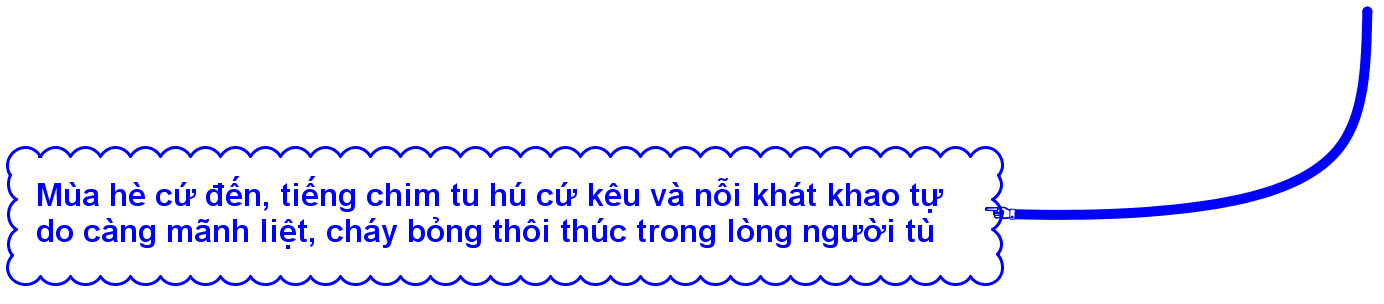 Mùa hè cứ đến, tiếng chim tu hú cứ kêu và nỗi khát khao tự
do càng mãnh liệt, cháy bỏng thôi thúc trong lòng người tù